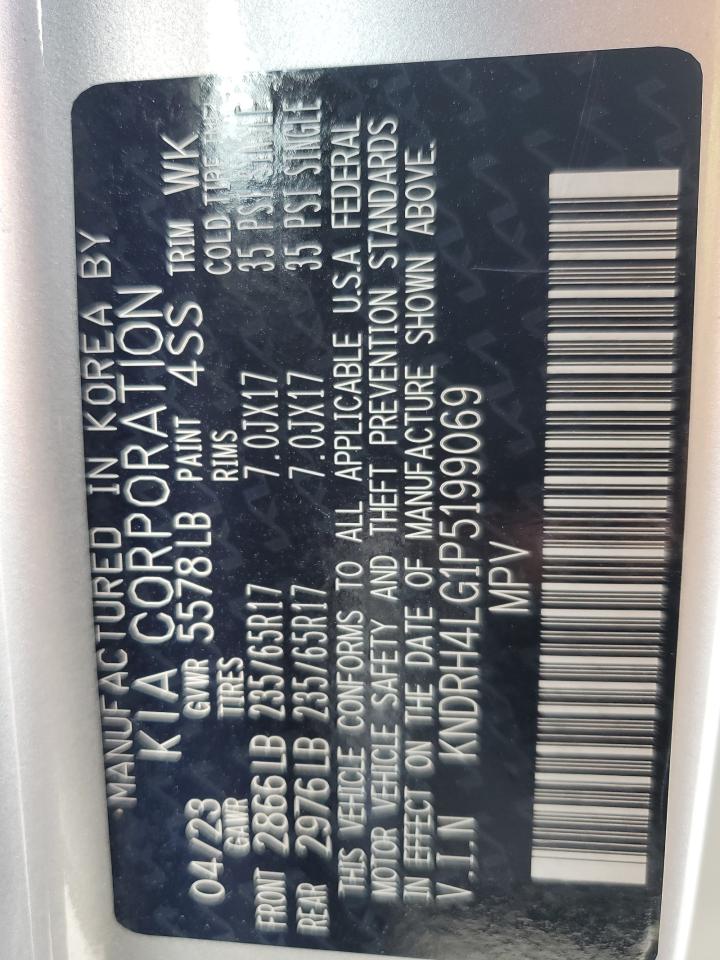 MANUFACTURED IN KOREA BY
KIA CORPORATION
04/23 GVWR 5578LB PAINT 4SS TRIM WK
GAWR TIRES RIMS COLD TIRE
FRONT 2866LB 235/65R17 7.0JX17 35 PSI
REAR 2976LB 235/65R17 7.0JX17 35 PSI SINGLE
THIS VEHICLE CONFORMS TO ALL APPLICABLE U.S.A FEDERAL
MOTOR VEHICLE SAFETY AND THEFT PREVENTION STANDARDS
IN EFFECT ON THE DATE OF MANUFACTURE SHOWN ABOVE.
V.I.N KNDRH4LG1P5199069
MPV